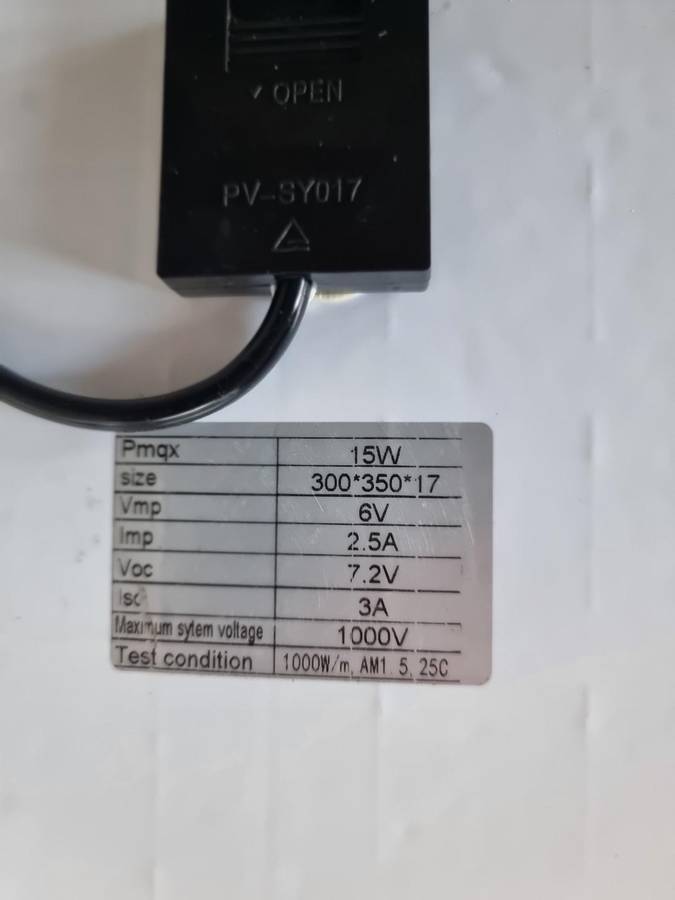 ✓ OPEN
PV-SY017
Pmqx 15W
size 300*350*17
Vmp 6V
Imp 2.5A
Voc 7.2V
Isc 3A
Maximum sytem voltage 1000V
Test condition 1000W/m, AM1.5, 25C